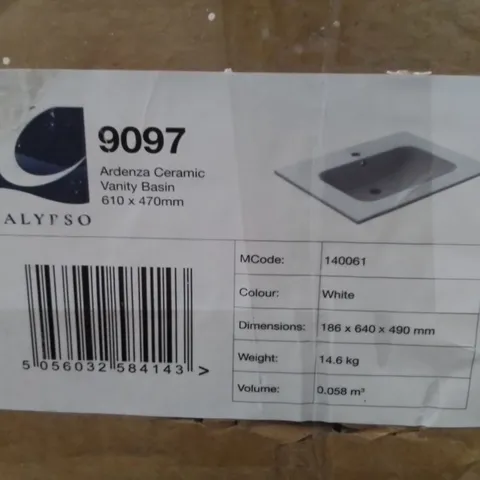 9097
Ardenza Ceramic
Vanity Basin
610 x 470mm
ALYPSO
MCode: 140061
Colour: White
Dimensions: 186 x 640 x 490 mm
Weight: 14.6 kg
Volume: 0.058 m³
5 056032 584143 >